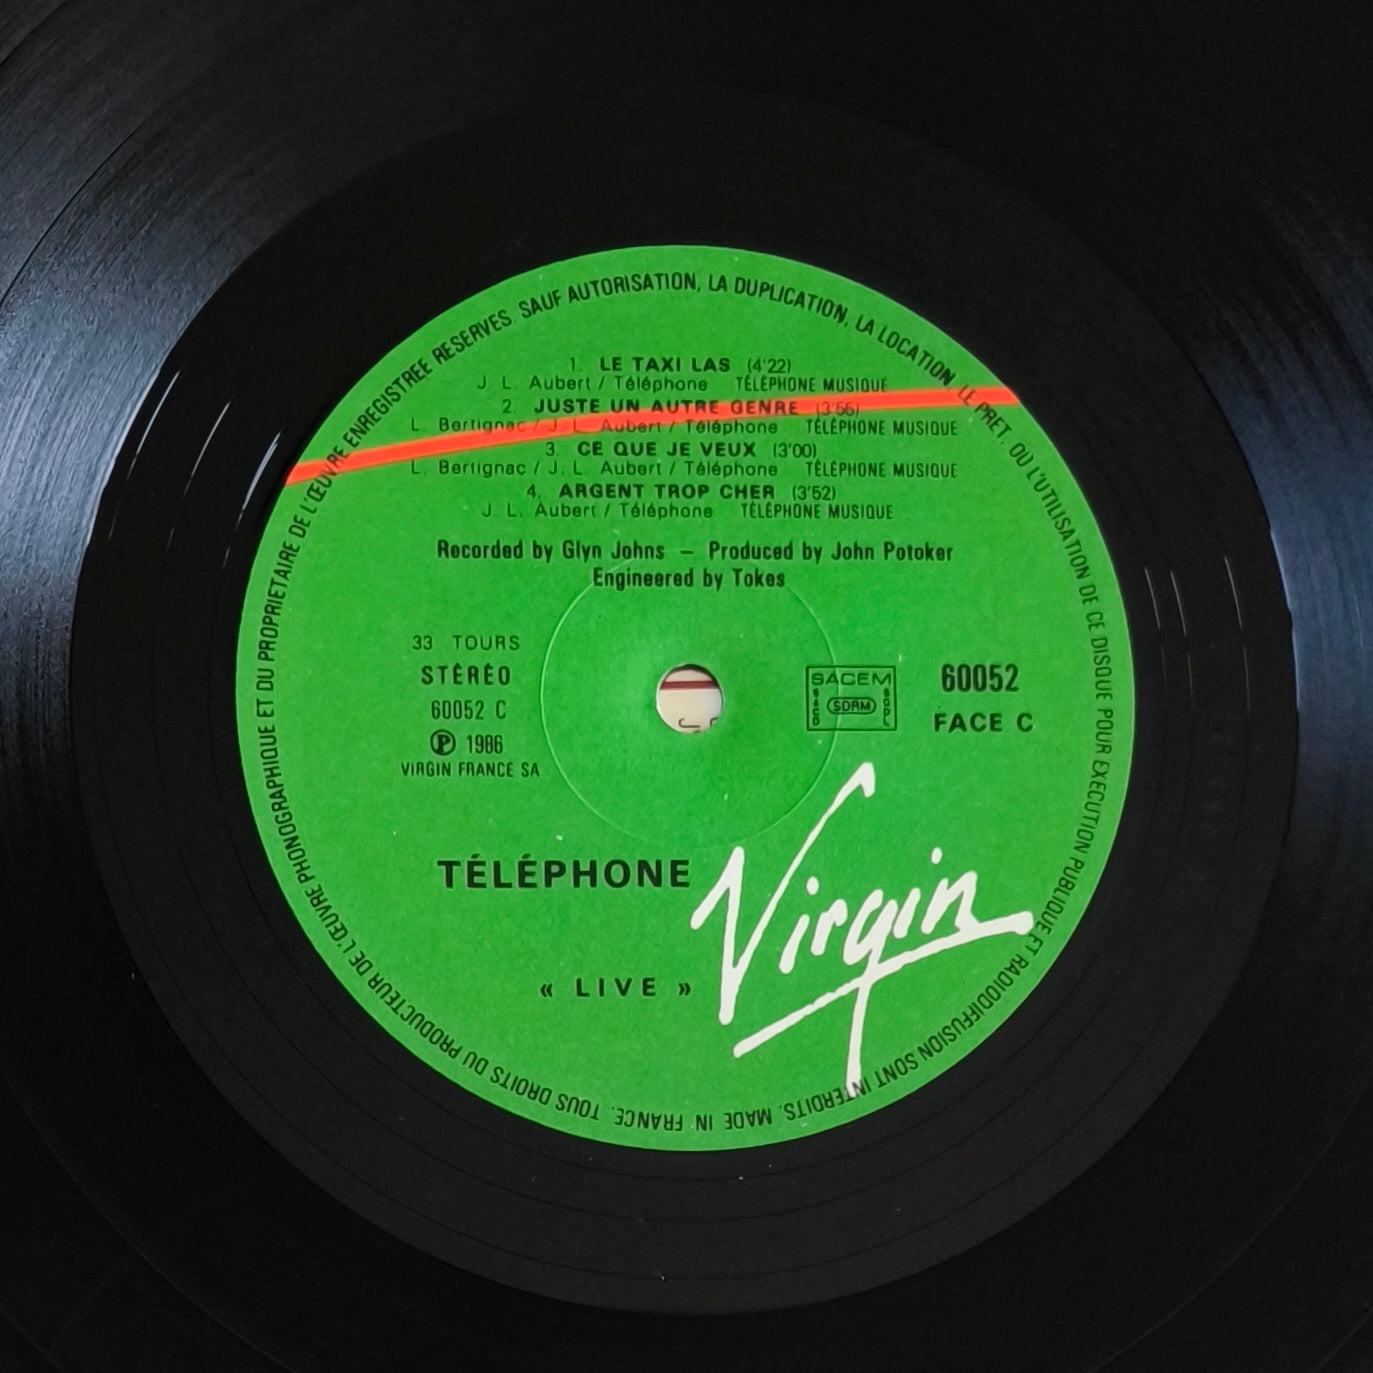 SAUF AUTORISATION, LA DUPLICATION, LA LOCATION, LE PRET, OU L'UTILISATION DE CE DISQUE POUR EXECUTION PUBLIQUE ET RADIODIFFUSION SONT INTERDITS. MADE IN FRANCE. TOUS DROITS DU PRODUCTEUR DE L'ŒUVRE PHONOGRAPHIQUE ET DU PROPRIETAIRE DE L'ŒUVRE ENREGISTREE RESERVES.
1. LE TAXI LAS (4'22)
J. L. Aubert / Téléphone TÉLÉPHONE MUSIQUE
2. JUSTE UN AUTRE GENRE (3'56)
L. Bertignac / J. L. Aubert / Téléphone TÉLÉPHONE MUSIQUE
3. CE QUE JE VEUX (3'00)
L. Bertignac / J. L. Aubert / Téléphone TÉLÉPHONE MUSIQUE
4. ARGENT TROP CHER (3'52)
J. L. Aubert / Téléphone TÉLÉPHONE MUSIQUE
Recorded by Glyn Johns – Produced by John Potoker
Engineered by Tokes
33 TOURS
STÉRÉO
60052 C
Ⓟ 1986
VIRGIN FRANCE SA
SACEM
SACD
SDRM
SGDL
60052
FACE C
TÉLÉPHONE
« LIVE »
Virgin